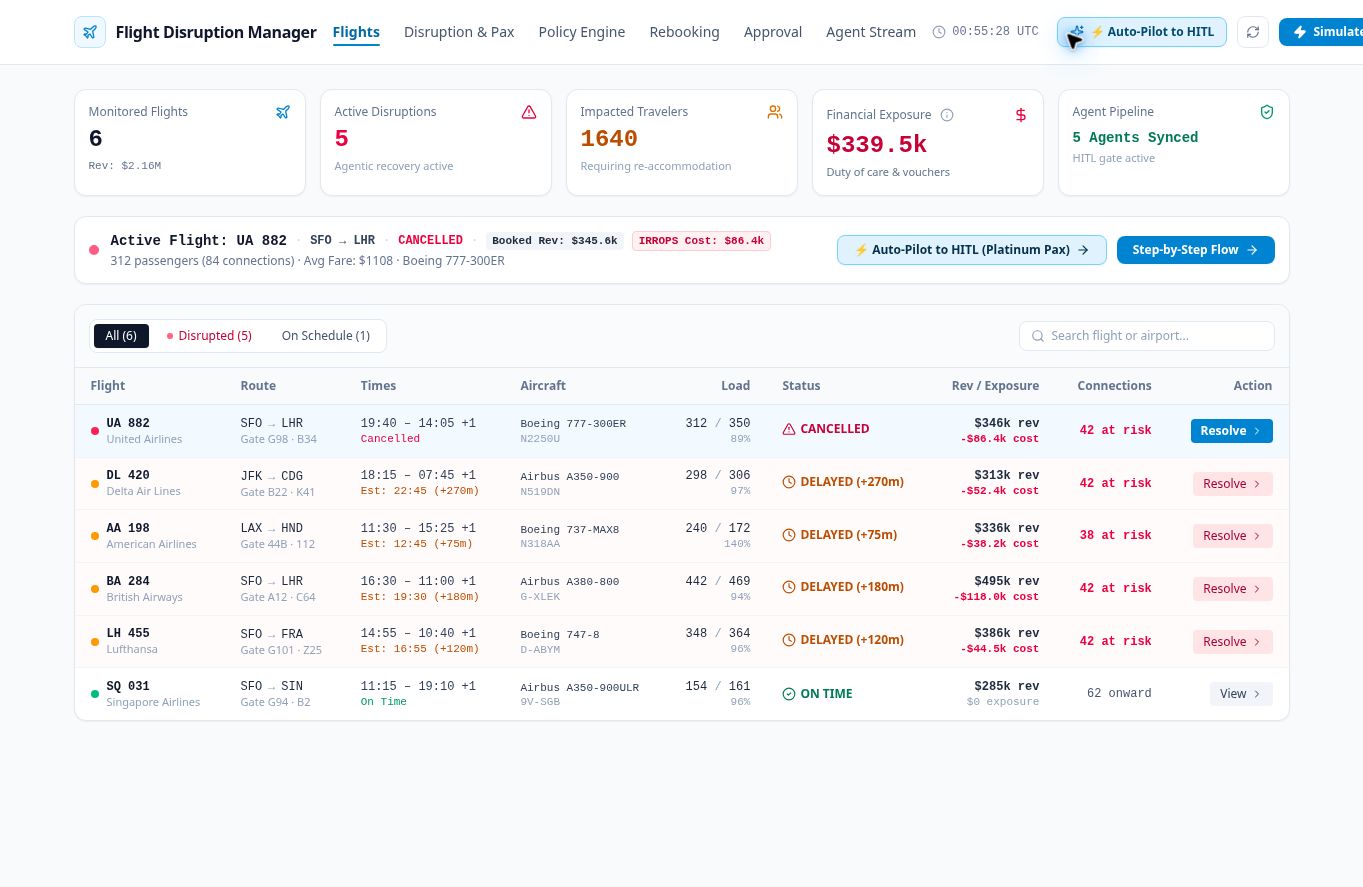 Flight Disruption Manager Flights Disruption & Pax Policy Engine Rebooking Approval Agent Stream 00:55:28 UTC ⚡ Auto-Pilot to HITL Simulate
Monitored Flights Active Disruptions Impacted Travelers Financial Exposure Agent Pipeline
6 5 1640 $339.5k 5 Agents Synced
Rev: $2.16M Agentic recovery active Requiring re-accommodation Duty of care & vouchers HITL gate active
Active Flight: UA 882 · SFO → LHR · CANCELLED · Booked Rev: $345.6k IRROPS Cost: $86.4k
312 passengers (84 connections) · Avg Fare: $1108 · Boeing 777-300ER
⚡ Auto-Pilot to HITL (Platinum Pax) → Step-by-Step Flow →
All (6) Disrupted (5) On Schedule (1) Search flight or airport...
Flight Route Times Aircraft Load Status Rev / Exposure Connections Action
UA 882 SFO → LHR 19:40 – 14:05 +1 Boeing 777-300ER 312 / 350 CANCELLED $346k rev 42 at risk Resolve
United Airlines Gate G98 · B34 Cancelled N2250U 89% -$86.4k cost
DL 420 JFK → CDG 18:15 – 07:45 +1 Airbus A350-900 298 / 306 DELAYED (+270m) $313k rev 42 at risk Resolve
Delta Air Lines Gate B22 · K41 Est: 22:45 (+270m) N519DN 97% -$52.4k cost
AA 198 LAX → HND 11:30 – 15:25 +1 Boeing 737-MAX8 240 / 172 DELAYED (+75m) $336k rev 38 at risk Resolve
American Airlines Gate 44B · 112 Est: 12:45 (+75m) N318AA 140% -$38.2k cost
BA 284 SFO → LHR 16:30 – 11:00 +1 Airbus A380-800 442 / 469 DELAYED (+180m) $495k rev 42 at risk Resolve
British Airways Gate A12 · C64 Est: 19:30 (+180m) G-XLEK 94% -$118.0k cost
LH 455 SFO → FRA 14:55 – 10:40 +1 Boeing 747-8 348 / 364 DELAYED (+120m) $386k rev 42 at risk Resolve
Lufthansa Gate G101 · Z25 Est: 16:55 (+120m) D-ABYM 96% -$44.5k cost
SQ 031 SFO → SIN 11:15 – 19:10 +1 Airbus A350-900ULR 154 / 161 ON TIME $285k rev 62 onward View
Singapore Airlines Gate G94 · B2 On Time 9V-SGB 96% $0 exposure